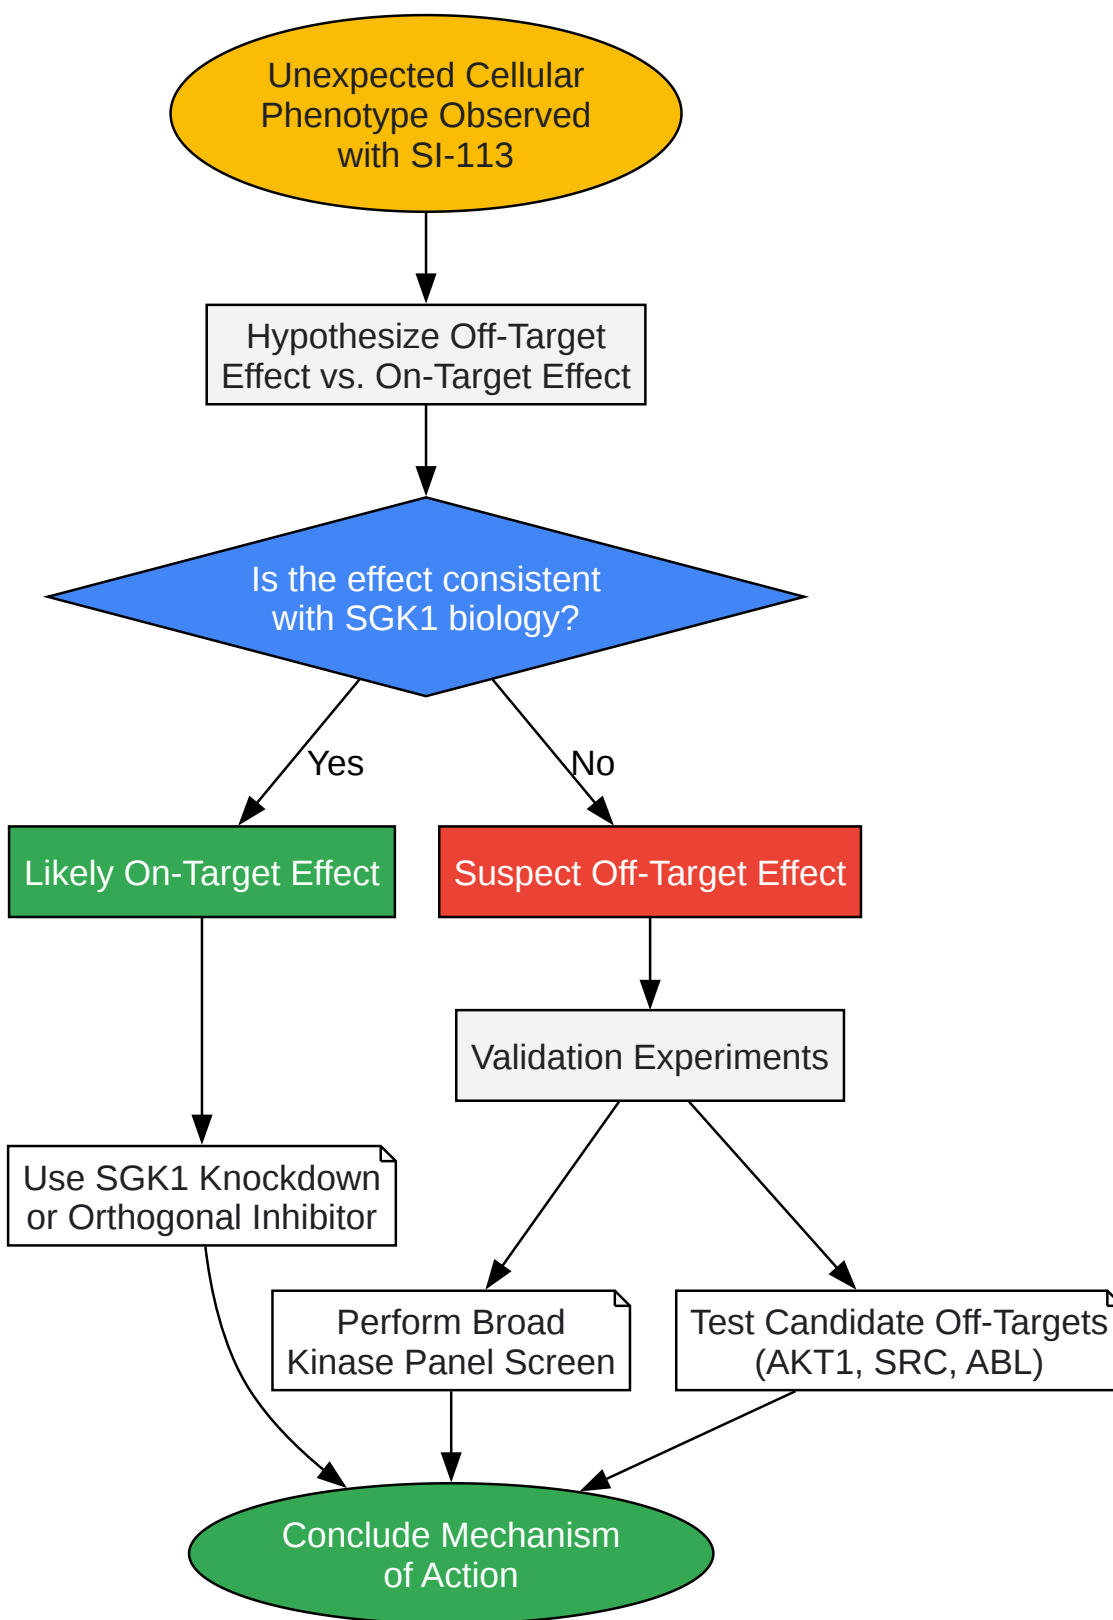 Unexpected Cellular
Phenotype Observed
with SI-113
Hypothesize Off-Target
Effect vs. On-Target Effect
Is the effect consistent
with SGK1 biology?
Yes
No
Likely On-Target Effect
Suspect Off-Target Effect
Validation Experiments
Use SGK1 Knockdown
or Orthogonal Inhibitor
Perform Broad
Kinase Panel Screen
Test Candidate Off-Targets
(AKT1, SRC, ABL)
Conclude Mechanism
of Action